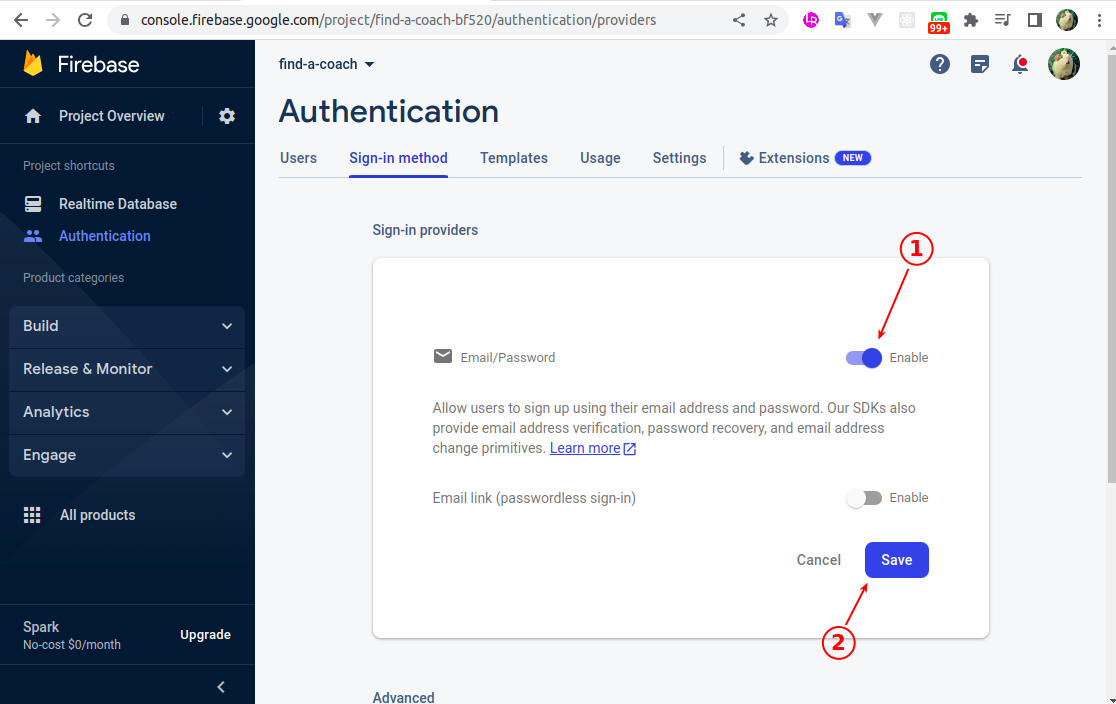 console.firebase.google.com/project/find-a-coach-bf520/authentication/providers
99+
Firebase
find-a-coach
Project Overview
Authentication
Users Sign-in method Templates Usage Settings Extensions NEW
Project shortcuts
Realtime Database
Authentication
Product categories
Build
Release & Monitor
Analytics
Engage
All products
Spark
No-cost $0/month
Upgrade
Sign-in providers
1
Email/Password Enable
Allow users to sign up using their email address and password. Our SDKs also
provide email address verification, password recovery, and email address
change primitives. Learn more
Email link (passwordless sign-in) Enable
Cancel Save
2
Advanced